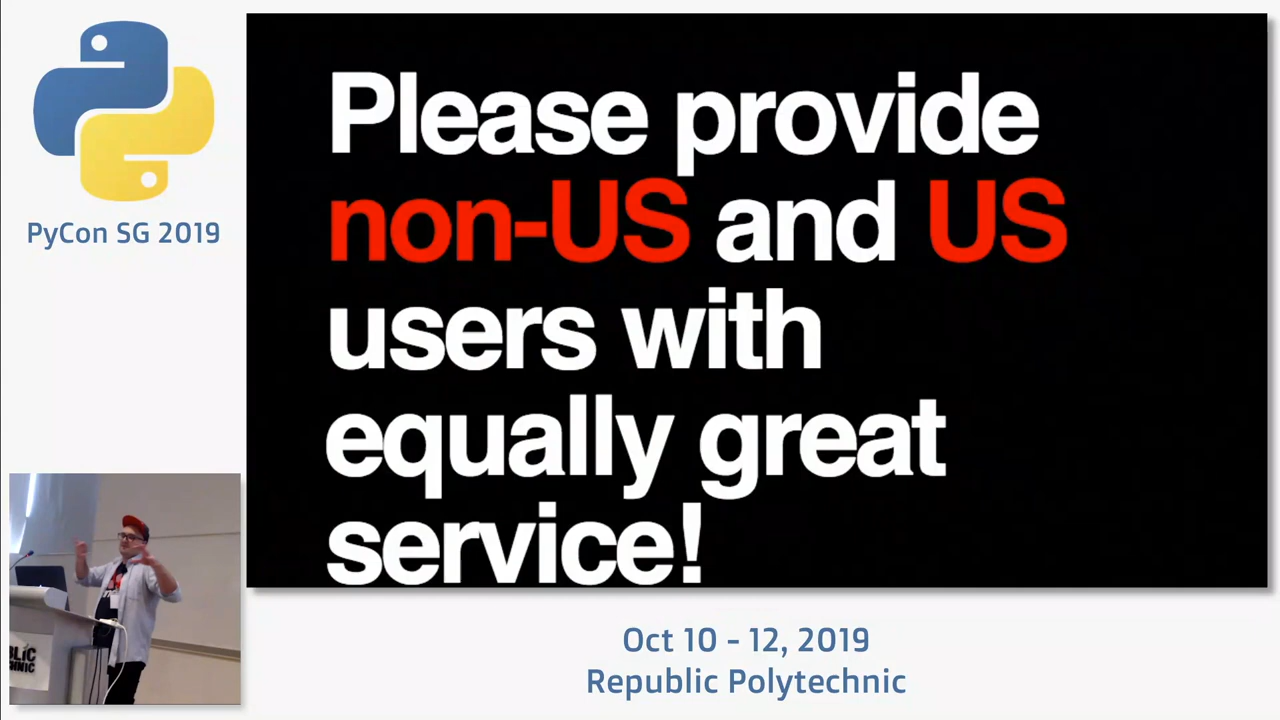 PyCon SG 2019
Please provide
non-US and US
users with
equally great
service!
Oct 10 - 12, 2019
Republic Polytechnic